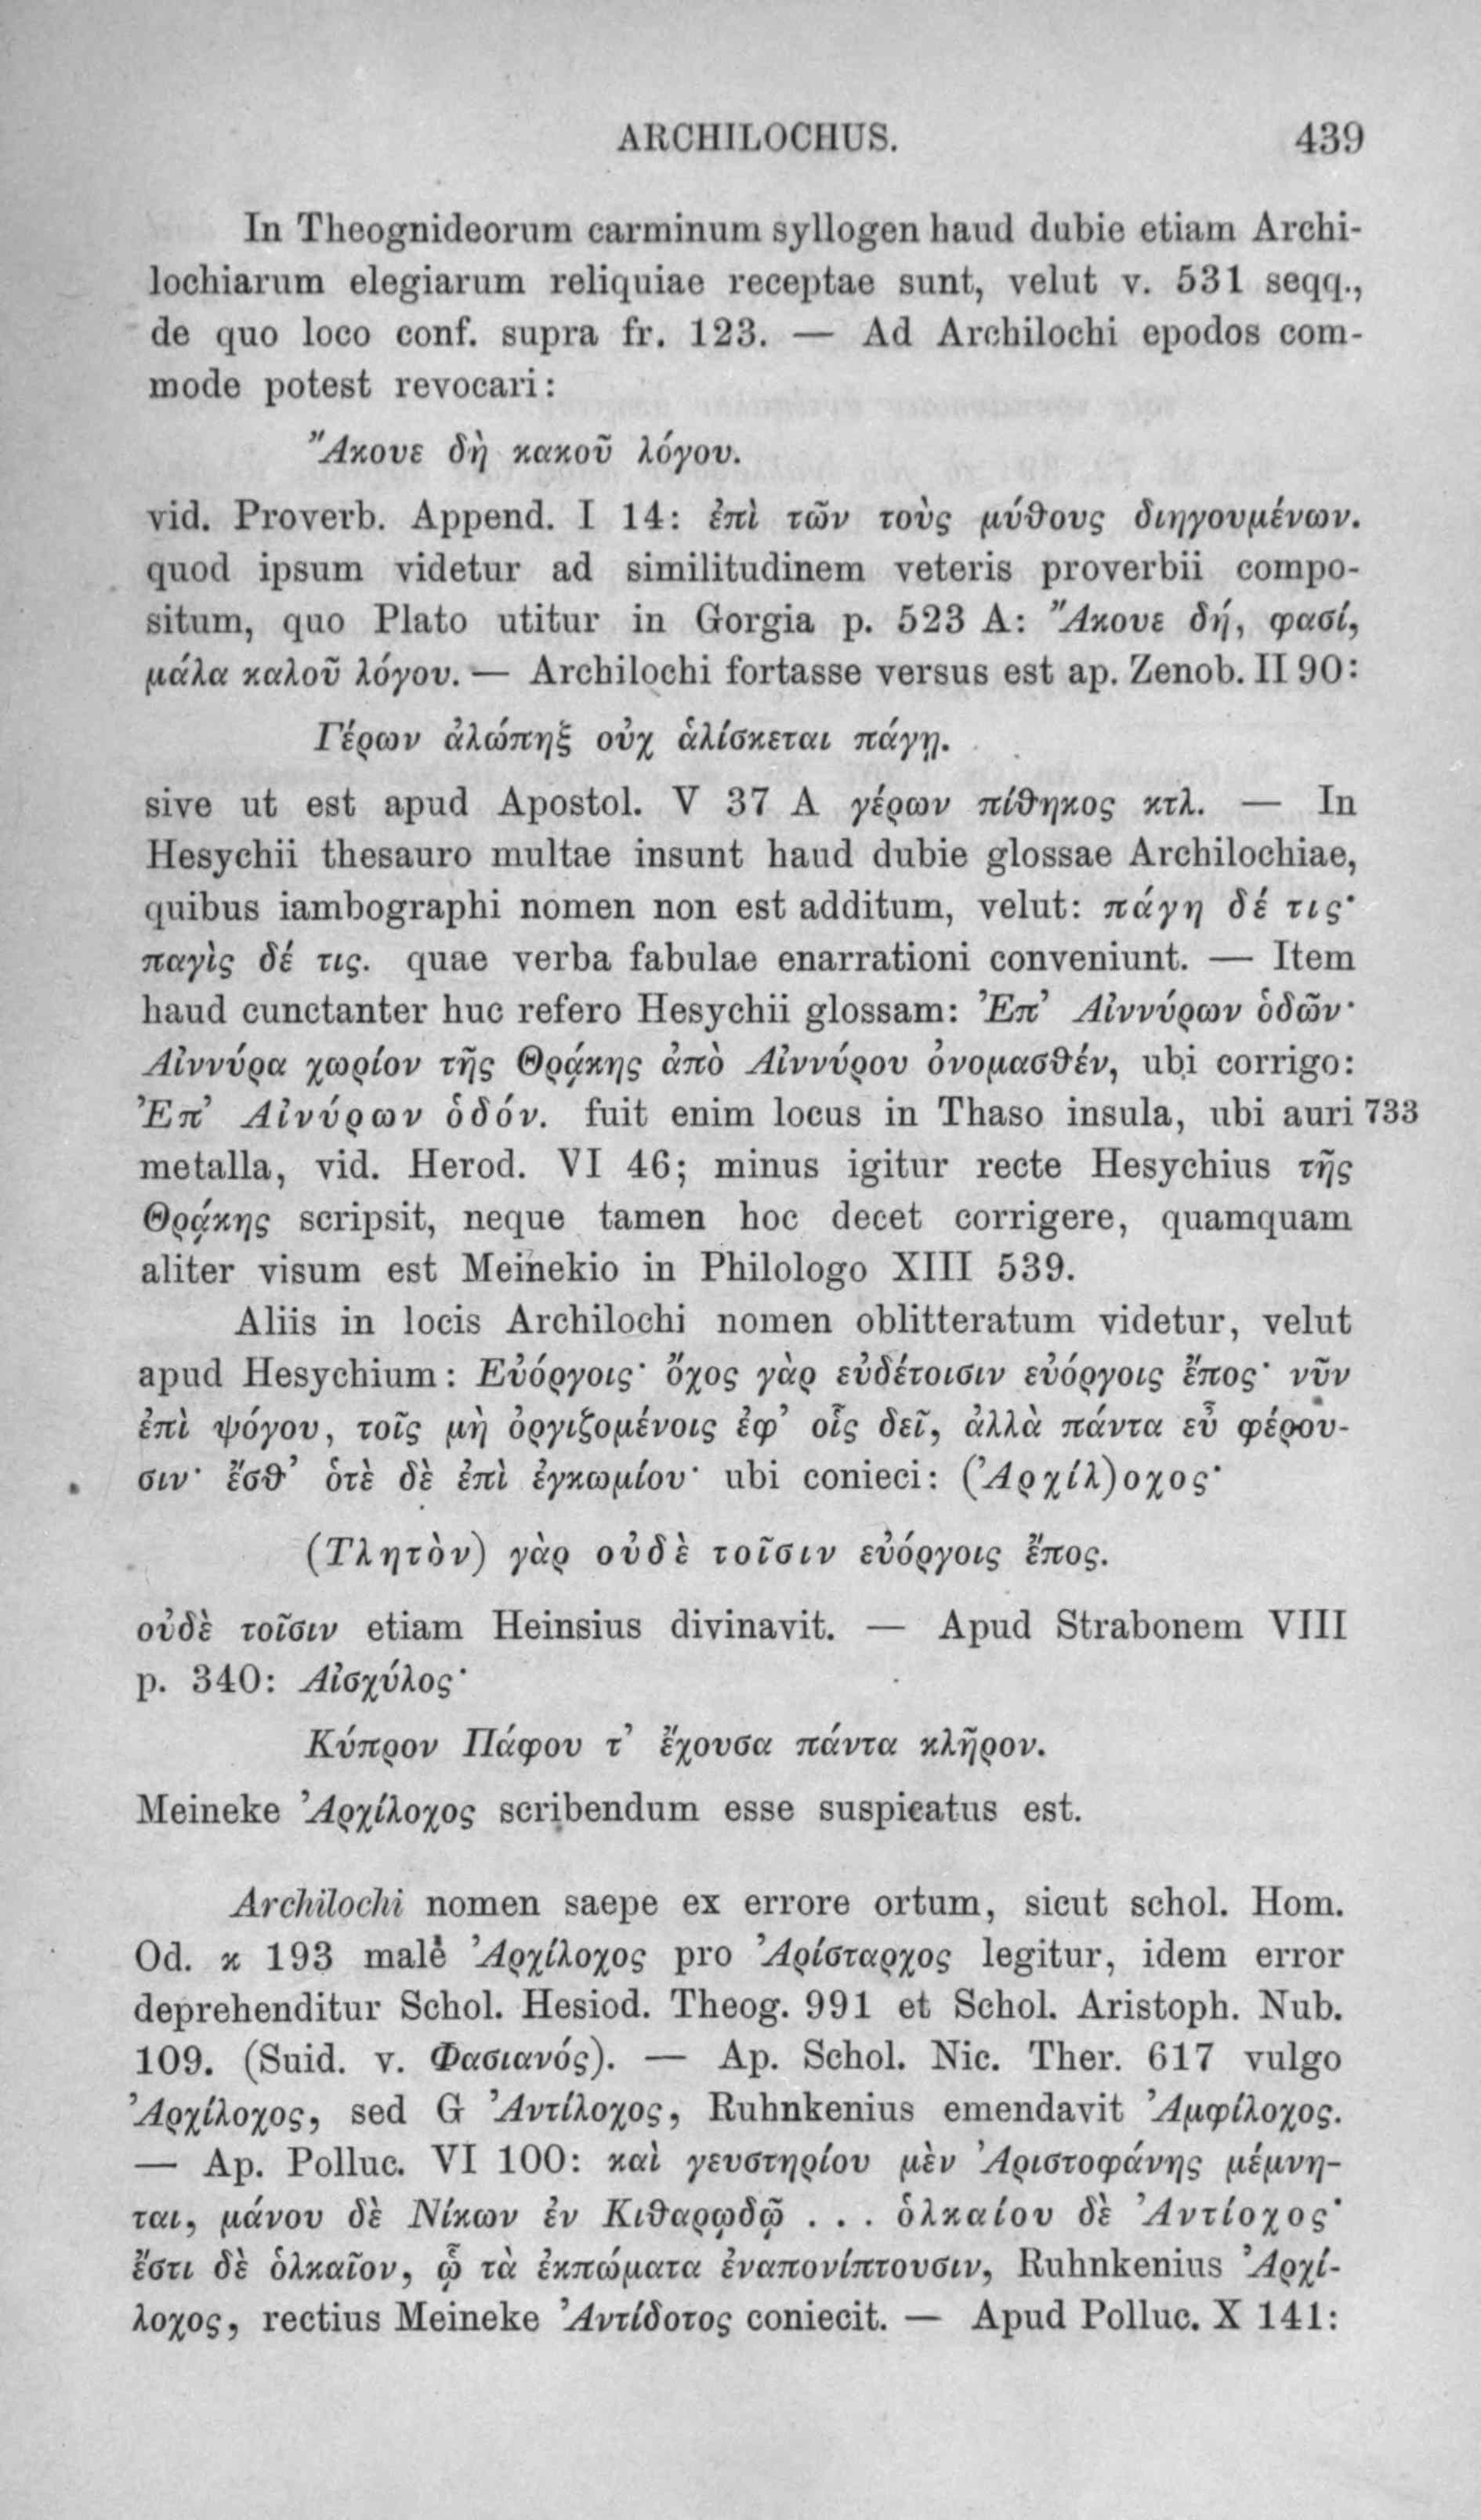 ARCHILOCHUS. 439
In Theognideorum carminum syllogen haud dubie etiam Archi-
lochiarum elegiarum reliquiae receptae sunt, velut v. 531 seqq.,
de quo loco conf. supra fr. 123. — Ad Archilochi epodos com-
mode potest revocari:
Ἄκουε δὴ κακοῦ λόγου.
vid. Proverb. Append. I 14: ἐπὶ τῶν τοὺς μύθους διηγουμένων.
quod ipsum videtur ad similitudinem veteris proverbii compo-
situm, quo Plato utitur in Gorgia p. 523 A: Ἄκουε δή, φασί,
μάλα καλοῦ λόγου. — Archilochi fortasse versus est ap. Zenob. II 90:
Γέρων ἀλώπηξ οὐχ ἁλίσκεται πάγῃ.
sive ut est apud Apostol. V 37 A γέρων πίθηκος κτλ. — In
Hesychii thesauro multae insunt haud dubie glossae Archilochiae,
quibus iambographi nomen non est additum, velut: πάγη δέ τις·
παγὶς δέ τις. quae verba fabulae enarrationi conveniunt. — Item
haud cunctanter huc refero Hesychii glossam: Ἐπ’ Αἰννύρων ὁδῶν·
Αἰννύρα χωρίον τῆς Θρᾴκης ἀπὸ Αἰννύρου ὀνομασθέν, ubi corrigo:
Ἐπ’ Αἰνύρων ὁδόν. fuit enim locus in Thaso insula, ubi auri 733
metalla, vid. Herod. VI 46; minus igitur recte Hesychius τῆς
Θρᾴκης scripsit, neque tamen hoc decet corrigere, quamquam
aliter visum est Meinekio in Philologo XIII 539.
Aliis in locis Archilochi nomen oblitteratum videtur, velut
apud Hesychium: Εὐόργοις· ὄχος γὰρ εὐδέτοισιν εὐόργοις ἔπος· νῦν
ἐπὶ ψόγου, τοῖς μὴ ὀργιζομένοις ἐφ’ οἷς δεῖ, ἀλλὰ πάντα εὖ φέρου-
σιν· ἔσθ’ ὁτὲ δὲ ἐπὶ ἐγκωμίου· ubi conieci: (Ἀρχίλ)οχος·
(Τλητὸν) γὰρ οὐδὲ τοῖσιν εὐόργοις ἔπος.
οὐδὲ τοῖσιν etiam Heinsius divinavit. — Apud Strabonem VIII
p. 340: Αἰσχύλος·
Κύπρον Πάφου τ’ ἔχουσα πάντα κλῆρον.
Meineke Ἀρχίλοχος scribendum esse suspicatus est.
Archilochi nomen saepe ex errore ortum, sicut schol. Hom.
Od. κ 193 male Ἀρχίλοχος pro Ἀρίσταρχος legitur, idem error
deprehenditur Schol. Hesiod. Theog. 991 et Schol. Aristoph. Nub.
109. (Suid. v. Φασιανός). — Ap. Schol. Nic. Ther. 617 vulgo
Ἀρχίλοχος, sed G Ἀντίλοχος, Ruhnkenius emendavit Ἀμφίλοχος.
— Ap. Polluc. VI 100: καὶ γευστηρίου μὲν Ἀριστοφάνης μέμνη-
ται, μάνου δὲ Νίκων ἐν Κιθαρῳδῷ . . . ὁλκαίου δὲ Ἀντίοχος·
ἔστι δὲ ὁλκαῖον, ᾧ τὰ ἐκπώματα ἐναπονίπτουσιν, Ruhnkenius Ἀρχί-
λοχος, rectius Meineke Ἀντίδοτος coniecit. — Apud Polluc. X 141: